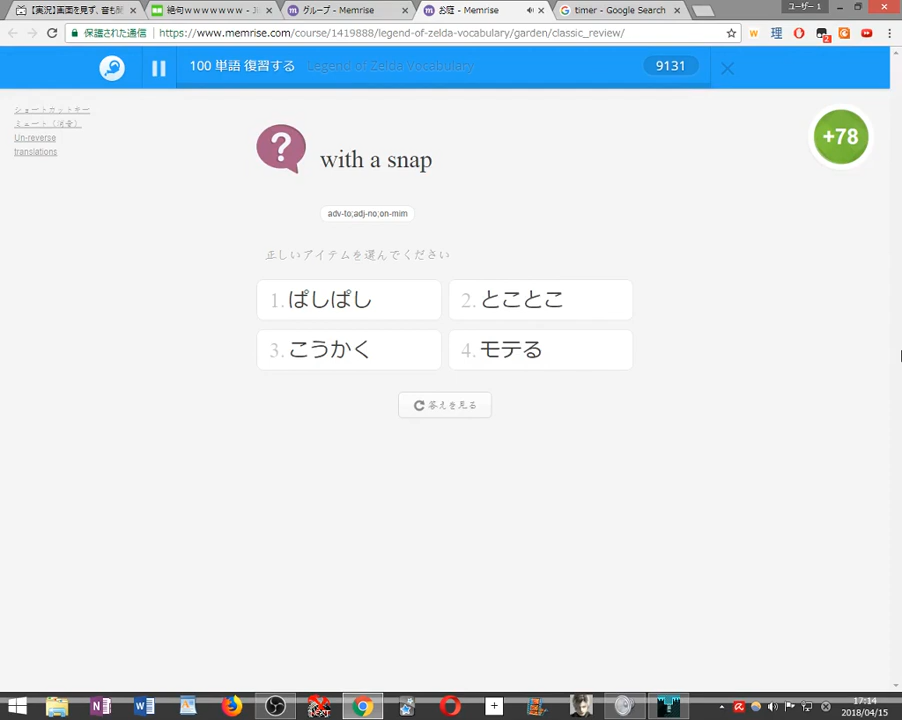 【実況】画面を見ず、音も聞
絶句ｗｗｗｗｗｗ - Ji
グループ - Memrise
お庭 - Memrise
timer - Google Search
ユーザー 1
保護された通信
https://www.memrise.com/course/1419888/legend-of-zelda-vocabulary/garden/classic_review/
100 単語 復習する
Legend of Zelda Vocabulary
9131
ショートカットキー
ミュート（消音）
Un-reverse
translations
+78
with a snap
adv-to;adj-no;on-mim
正しいアイテムを選んでください
1. ぱしぱし
2. とことこ
3. こうかく
4. モテる
答えを見る
17:14
2018/04/15